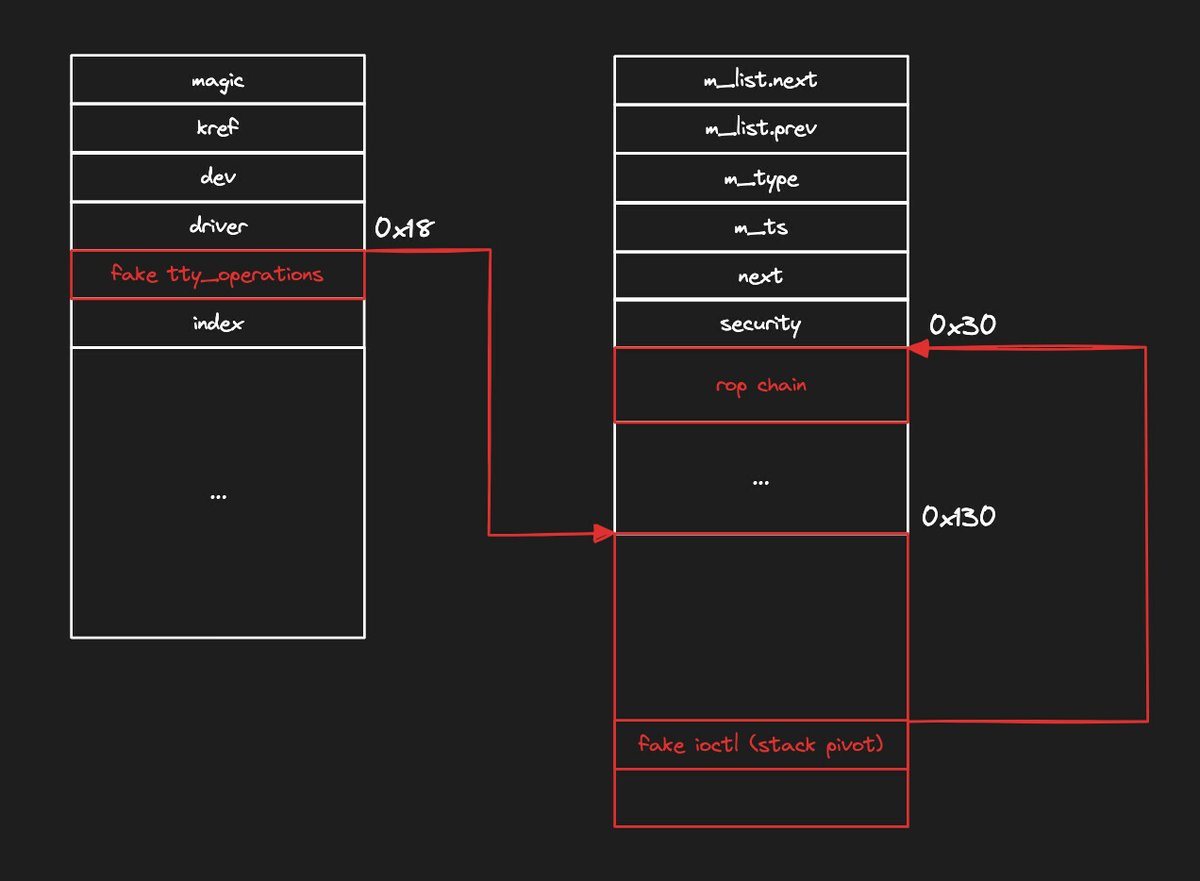 magic
kref
dev
driver
0x18
fake tty_operations
index
...
m_list.next
m_list.prev
m_type
m_ts
next
security
0x30
rop chain
...
0x130
fake ioctl (stack pivot)